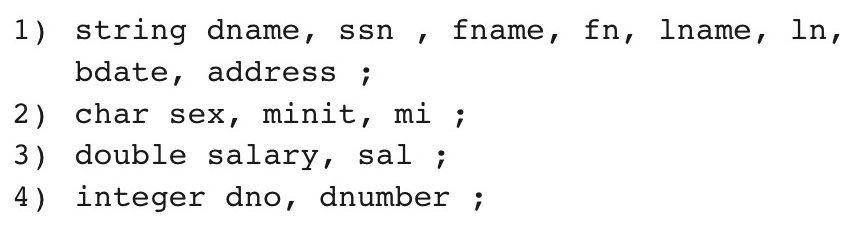 1) string dname, ssn , fname, fn, lname, ln,
bdate, address ;
2) char sex, minit, mi ;
3) double salary, sal ;
4) integer dno, dnumber ;